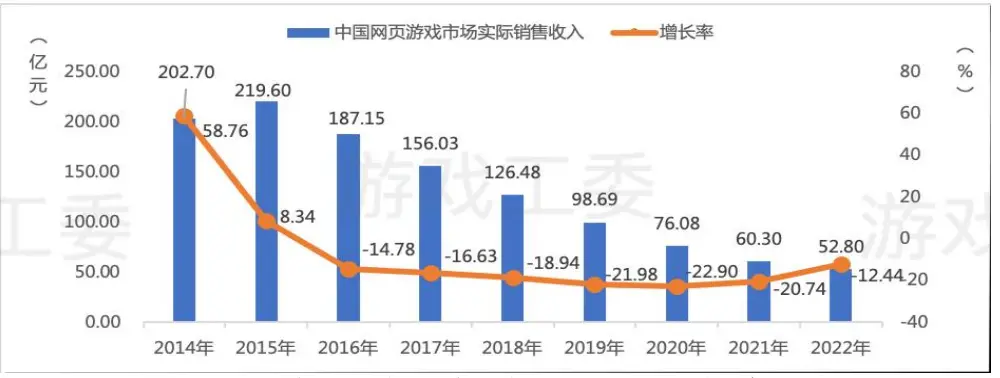 中国网页游戏市场实际销售收入 增长率
（亿元） （%）
250.00 200.00 150.00 100.00 50.00 0.00
202.70 219.60 187.15 156.03 126.48 98.69 76.08 60.30 52.80
58.76 8.34 -14.78 -16.63 -18.94 -21.98 -22.90 -20.74 -12.44
80 60 40 20 0 -20 -40
2014年 2015年 2016年 2017年 2018年 2019年 2020年 2021年 2022年
工委 游戏工委 游戏